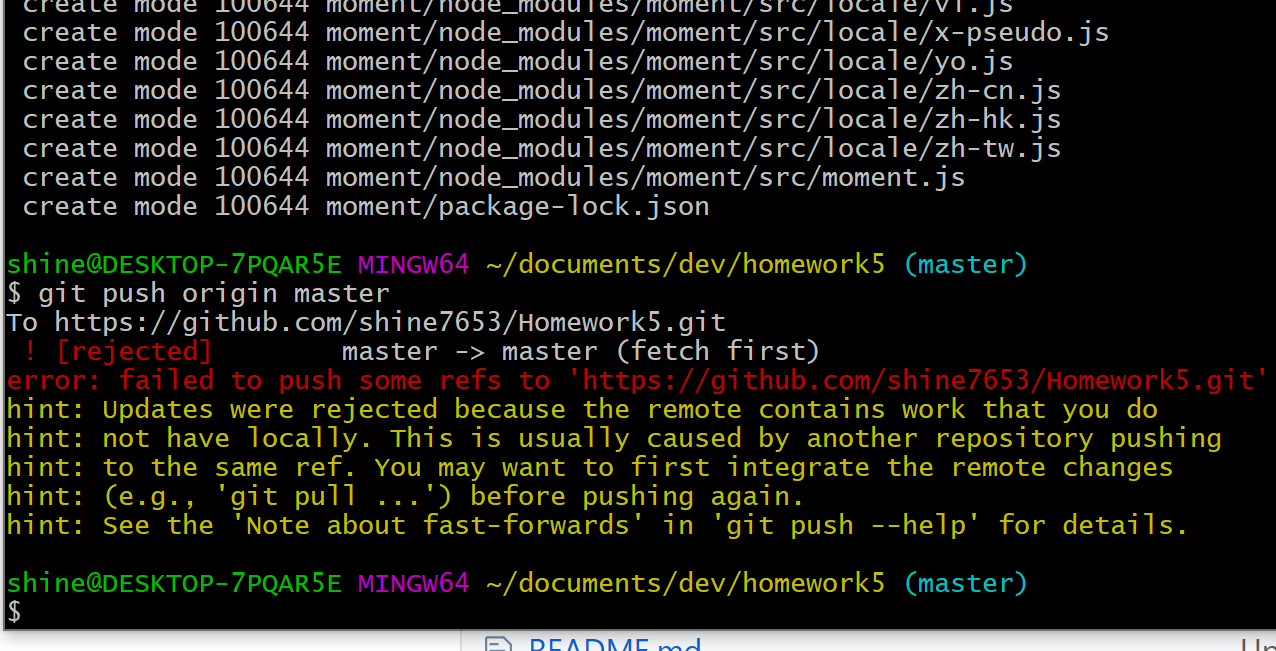 create mode 100644 moment/node_modules/moment/src/locale/vi.js
create mode 100644 moment/node_modules/moment/src/locale/x-pseudo.js
create mode 100644 moment/node_modules/moment/src/locale/yo.js
create mode 100644 moment/node_modules/moment/src/locale/zh-cn.js
create mode 100644 moment/node_modules/moment/src/locale/zh-hk.js
create mode 100644 moment/node_modules/moment/src/locale/zh-tw.js
create mode 100644 moment/node_modules/moment/src/moment.js
create mode 100644 moment/package-lock.json
shine@DESKTOP-7PQAR5E MINGW64 ~/documents/dev/homework5 (master)
$ git push origin master
To https://github.com/shine7653/Homework5.git
! [rejected]        master -> master (fetch first)
error: failed to push some refs to 'https://github.com/shine7653/Homework5.git'
hint: Updates were rejected because the remote contains work that you do
hint: not have locally. This is usually caused by another repository pushing
hint: to the same ref. You may want to first integrate the remote changes
hint: (e.g., 'git pull ...') before pushing again.
hint: See the 'Note about fast-forwards' in 'git push --help' for details.
shine@DESKTOP-7PQAR5E MINGW64 ~/documents/dev/homework5 (master)
$
README.md